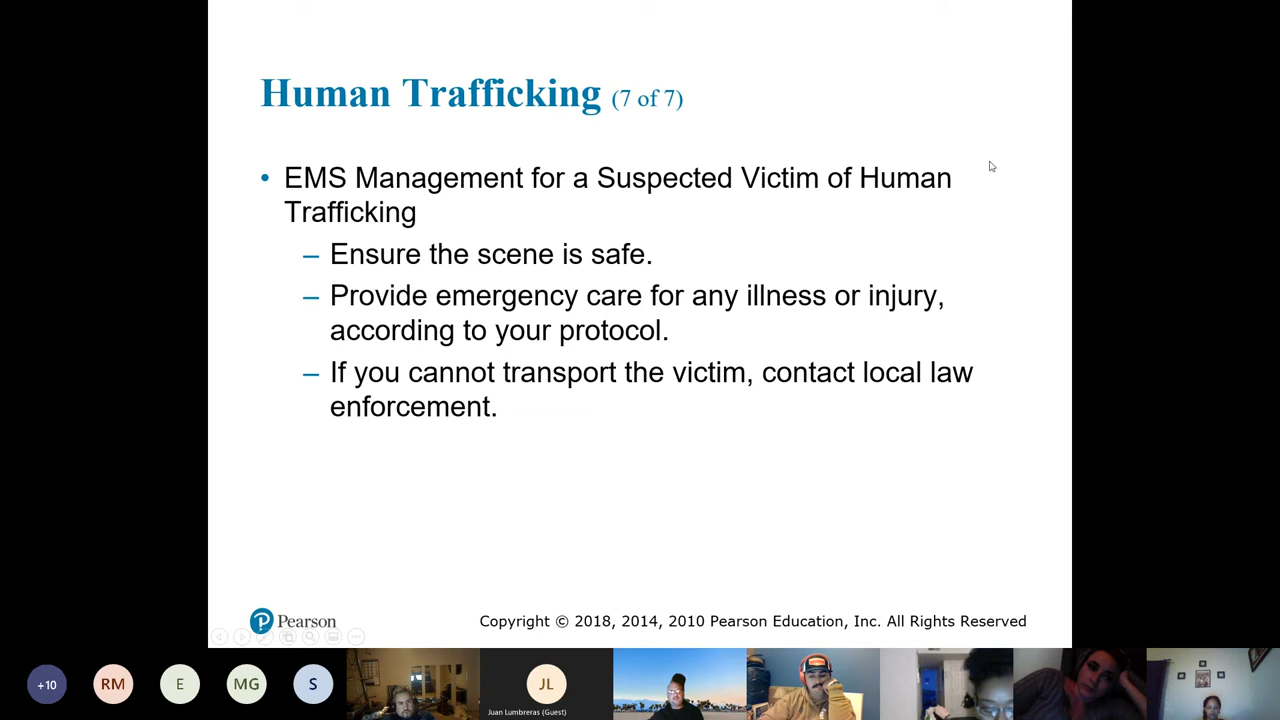 Human Trafficking (7 of 7)
• EMS Management for a Suspected Victim of Human
Trafficking
– Ensure the scene is safe.
– Provide emergency care for any illness or injury,
according to your protocol.
– If you cannot transport the victim, contact local law
enforcement.
Pearson
Copyright © 2018, 2014, 2010 Pearson Education, Inc. All Rights Reserved
+10
RM
E
MG
S
JL
Juan Lumbreras (Guest)